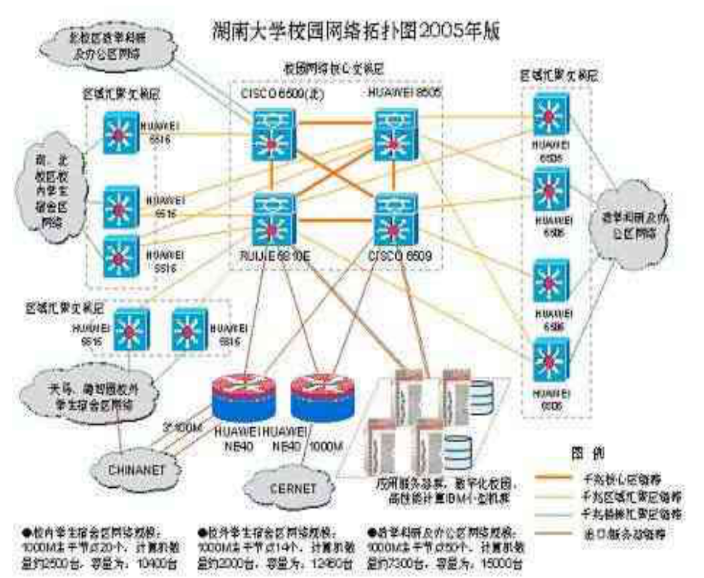 湖南大学校园网络拓扑图2005年版
北校区教学科研
及办公区网络
校园网络核心交换层
区域汇聚交换层
区域汇聚交换层
CISCO 6509(北)
HUAWEI 8505
HUAWEI
6516
HUAWEI
6506
南、北
校区校
内学生
宿舍区
网络
HUAWEI
6516
HUAWEI
6506
教学科研及办
公区网络
HUAWEI
6516
RUIJIE 6810E
CISCO 6509
HUAWEI
6506
区域汇聚交换层
HUAWEI
6516
HUAWEI
6516
HUAWEI
6506
学生宿舍区网络
3*100M
HUAWEI
NE40
HUAWEI
NE40
1000M
CHINANET
CERNET
应用服务器群，数字化校园，
高性能计算IBM小型机群
图 例
千兆核心区链路
千兆区域汇聚区链路
千兆楼栋汇聚区链路
出口/服务器链路
●校内学生宿舍区网络规模：
1000M主干节点20个，计算机数
量约2500台，容量为：10400台
●校外学生宿舍区网络规模：
1000M主干节点14个，计算机数
量约2000台，容量为：12480台
●教学科研及办公区网络规模：
1000M主干节点50个，计算机数
量约7300台，容量为：15000台